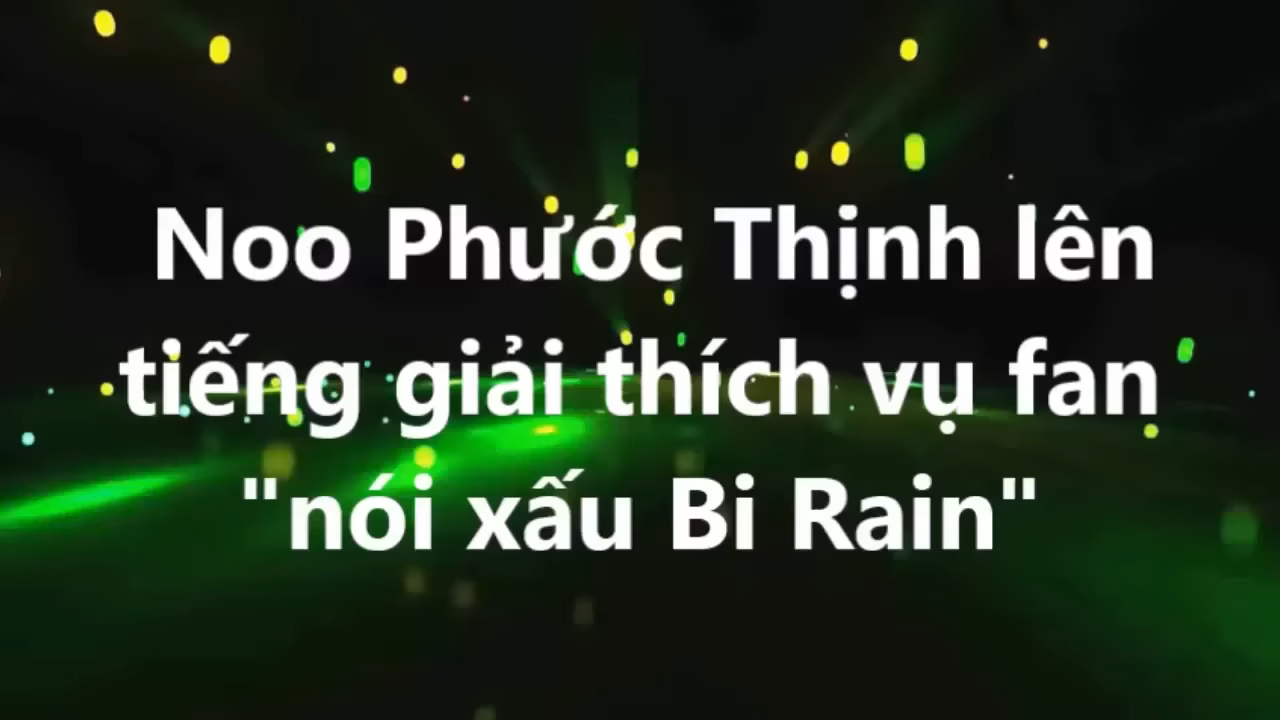 Noo Phước Thịnh lên
tiếng giải thích vụ fan
"nói xấu Bi Rain"